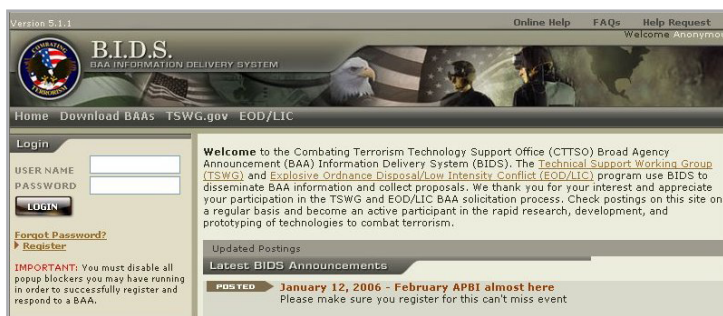 Version 5.1.1
Online Help FAQs Help Request
Welcome Anonymou
COMBATING
TERRORISM
B.I.D.S.
BAA INFORMATION DELIVERY SYSTEM
Home Download BAAs TSWG.gov EOD/LIC
Login
USER NAME
PASSWORD
LOGIN
Forgot Password?
Register
IMPORTANT: You must disable all
popup blockers you may have running
in order to successfully register and
respond to a BAA.
Welcome to the Combating Terrorism Technology Support Office (CTTSO) Broad Agency
Announcement (BAA) Information Delivery System (BIDS). The Technical Support Working Group
(TSWG) and Explosive Ordnance Disposal/Low Intensity Conflict (EOD/LIC) program use BIDS to
disseminate BAA information and collect proposals. We thank you for your interest and appreciate
your participation in the TSWG and EOD/LIC BAA solicitation process. Check postings on this site on
a regular basis and become an active participant in the rapid research, development, and
prototyping of technologies to combat terrorism.
Updated Postings
Latest BIDS Announcements
POSTED January 12, 2006 - February APBI almost here
Please make sure you register for this can't miss event